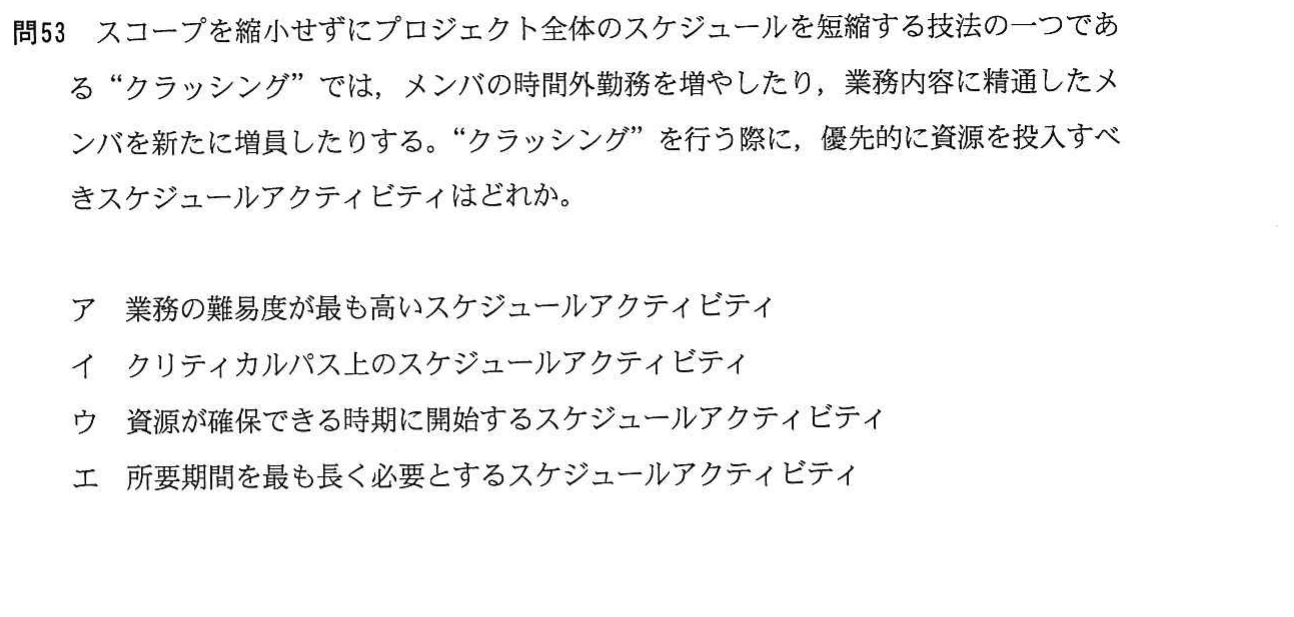 問53 スコープを縮小せずにプロジェクト全体のスケジュールを短縮する技法の一つであ
る“クラッシング”では，メンバの時間外勤務を増やしたり，業務内容に精通したメ
ンバを新たに増員したりする。“クラッシング”を行う際に，優先的に資源を投入すべ
きスケジュールアクティビティはどれか。
ア 業務の難易度が最も高いスケジュールアクティビティ
イ クリティカルパス上のスケジュールアクティビティ
ウ 資源が確保できる時期に開始するスケジュールアクティビティ
エ 所要期間を最も長く必要とするスケジュールアクティビティ